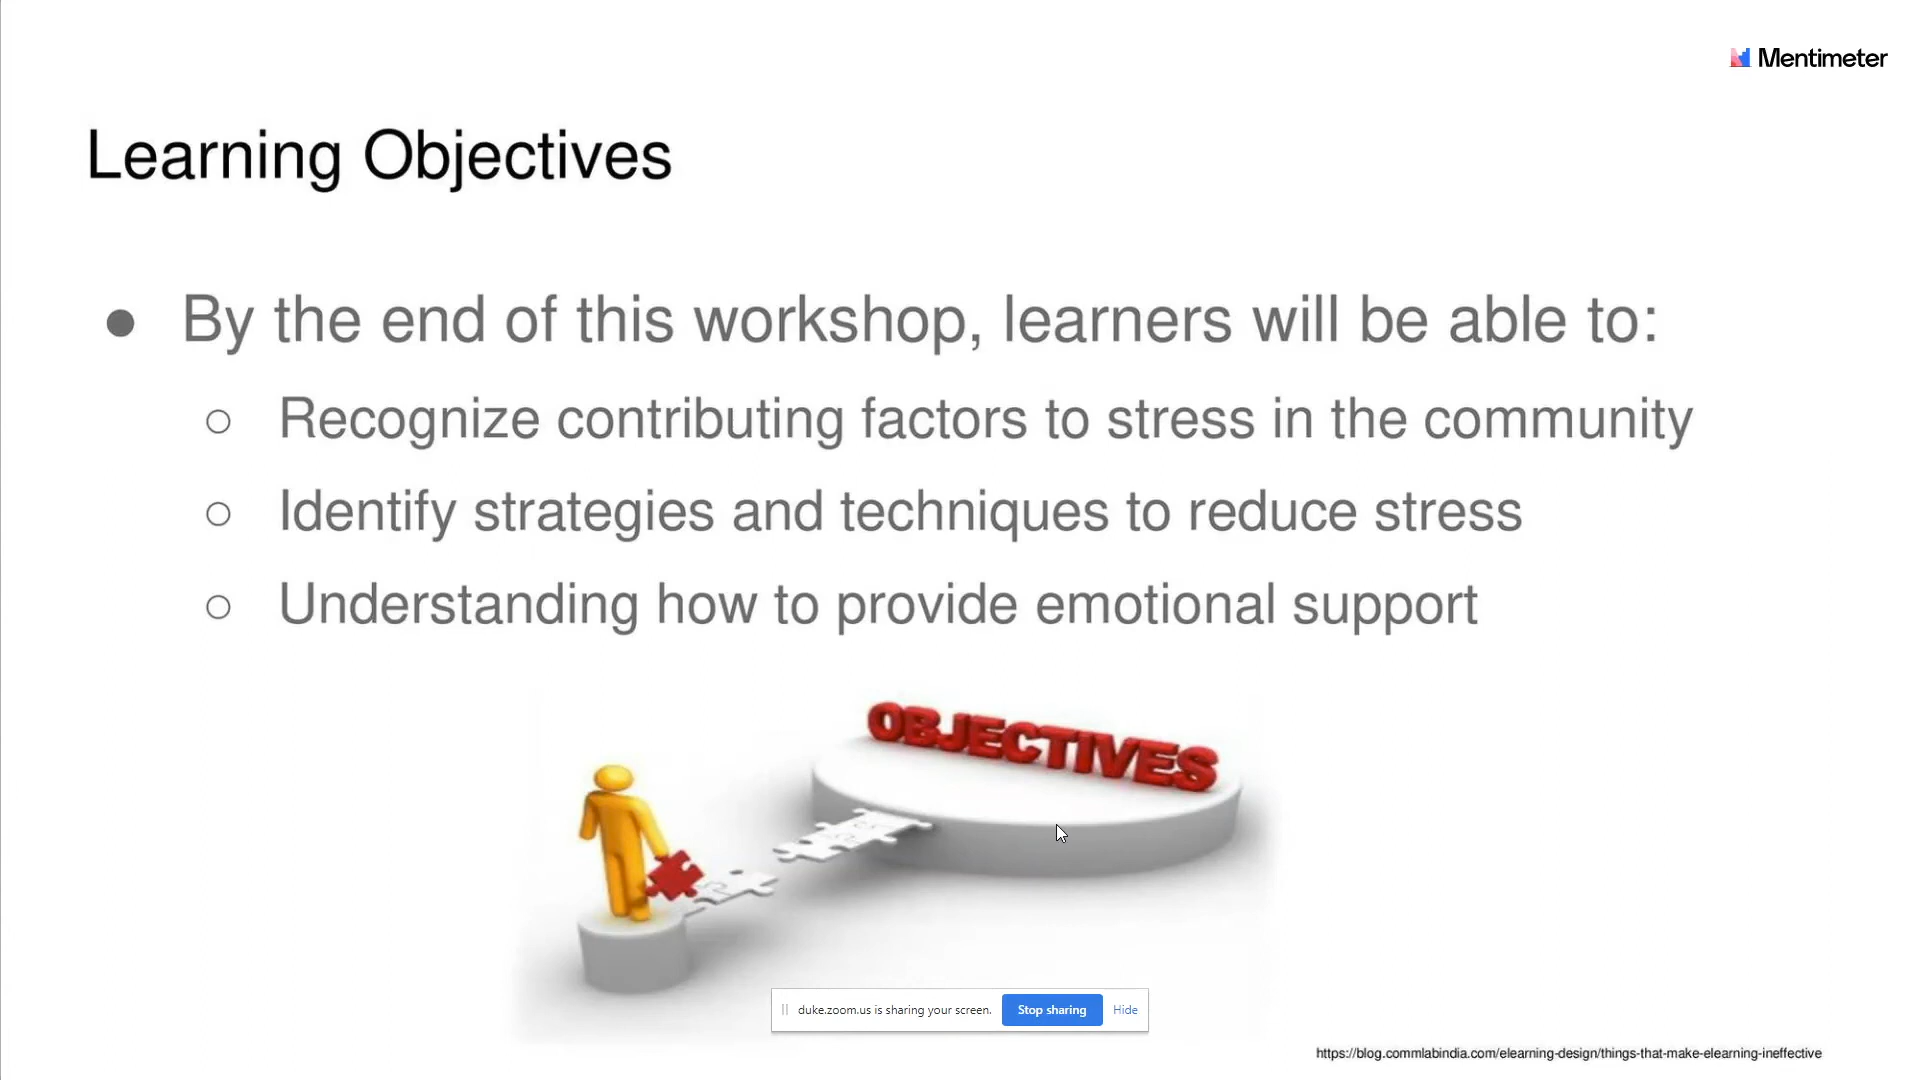 Mentimeter
Learning Objectives
● By the end of this workshop, learners will be able to:
○ Recognize contributing factors to stress in the community
○ Identify strategies and techniques to reduce stress
○ Understanding how to provide emotional support
OBJECTIVES
duke.zoom.us is sharing your screen. Stop sharing Hide
https://blog.commlabindia.com/elearning-design/things-that-make-elearning-ineffective